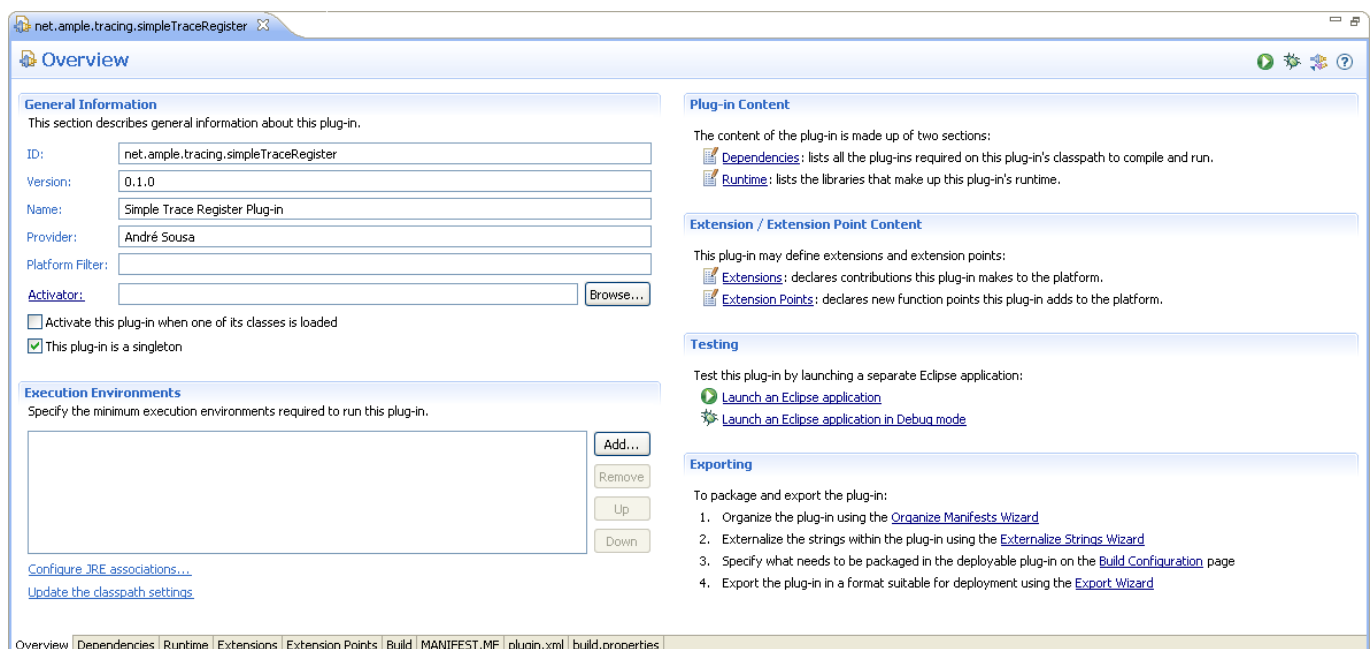 net.ample.tracing.simpleTraceRegister
Overview
General Information
This section describes general information about this plug-in.
ID: net.ample.tracing.simpleTraceRegister
Version: 0.1.0
Name: Simple Trace Register Plug-in
Provider: André Sousa
Platform Filter:
Activator: Browse...
Activate this plug-in when one of its classes is loaded
This plug-in is a singleton
Execution Environments
Specify the minimum execution environments required to run this plug-in.
Add...
Remove
Up
Down
Configure JRE associations...
Update the classpath settings
Plug-in Content
The content of the plug-in is made up of two sections:
Dependencies: lists all the plug-ins required on this plug-in's classpath to compile and run.
Runtime: lists the libraries that make up this plug-in's runtime.
Extension / Extension Point Content
This plug-in may define extensions and extension points:
Extensions: declares contributions this plug-in makes to the platform.
Extension Points: declares new function points this plug-in adds to the platform.
Testing
Test this plug-in by launching a separate Eclipse application:
Launch an Eclipse application
Launch an Eclipse application in Debug mode
Exporting
To package and export the plug-in:
1. Organize the plug-in using the Organize Manifests Wizard
2. Externalize the strings within the plug-in using the Externalize Strings Wizard
3. Specify what needs to be packaged in the deployable plug-in on the Build Configuration page
4. Export the plug-in in a format suitable for deployment using the Export Wizard
Overview Dependencies Runtime Extensions Extension Points Build MANIFEST.MF plugin.xml build.properties